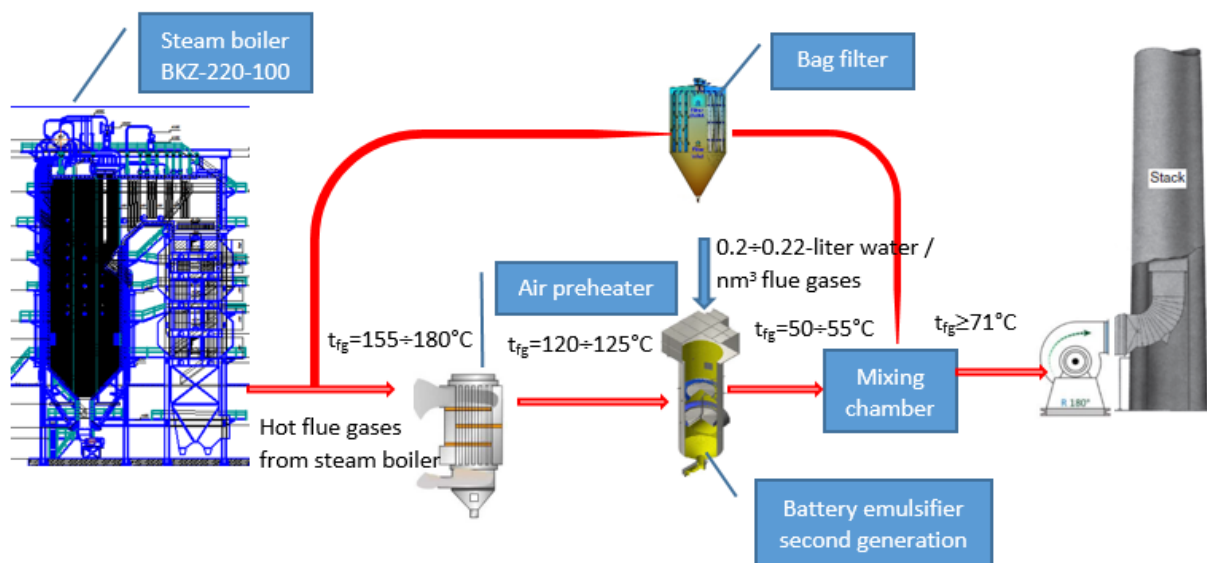 Steam boiler
BKZ-220-100
Bag filter
Stack
0.2÷0.22-liter water /
nm³ flue gases
Air preheater
t_fg=155÷180°C
t_fg=120÷125°C
t_fg=50÷55°C
t_fg≥71°C
Mixing
chamber
R 180°
Hot flue gases
from steam boiler
Battery emulsifier
second generation